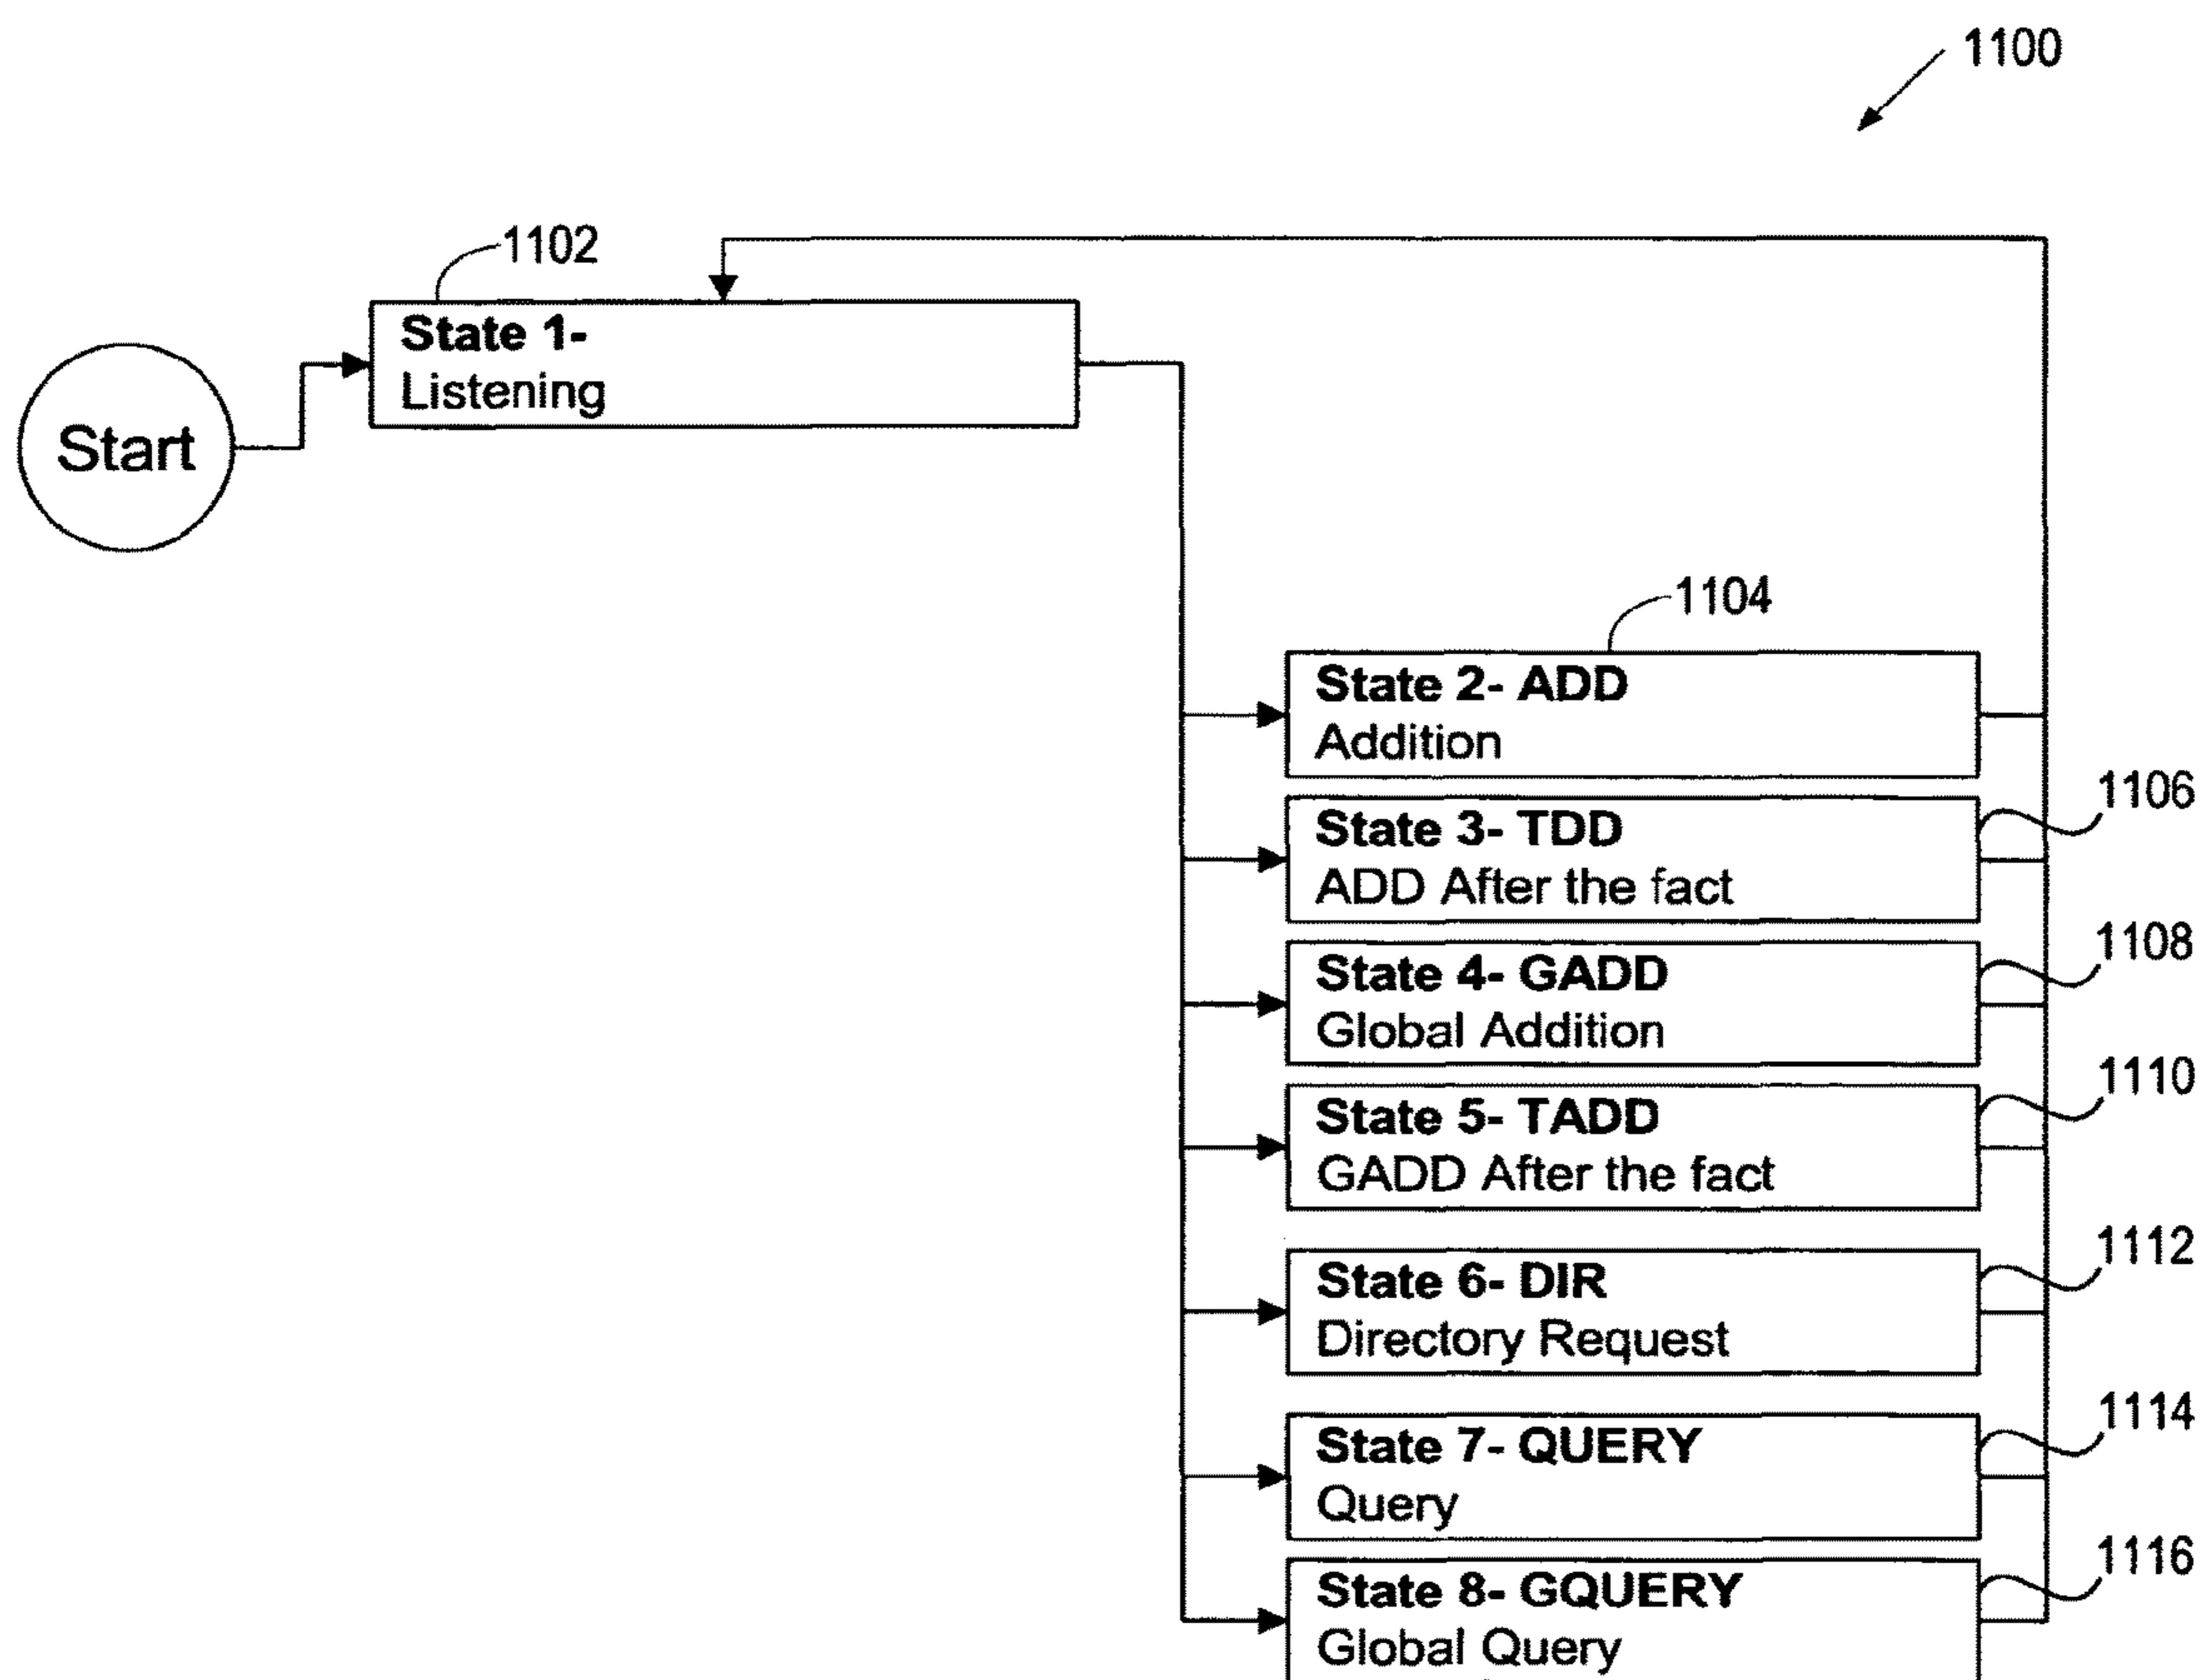 1100
1102
State 1-
Listening
Start
1104
State 2- ADD
Addition
1106
State 3- TDD
ADD After the fact
1108
State 4- GADD
Global Addition
1110
State 5- TADD
GADD After the fact
1112
State 6- DIR
Directory Request
1114
State 7- QUERY
Query
1116
State 8- GQUERY
Global Query